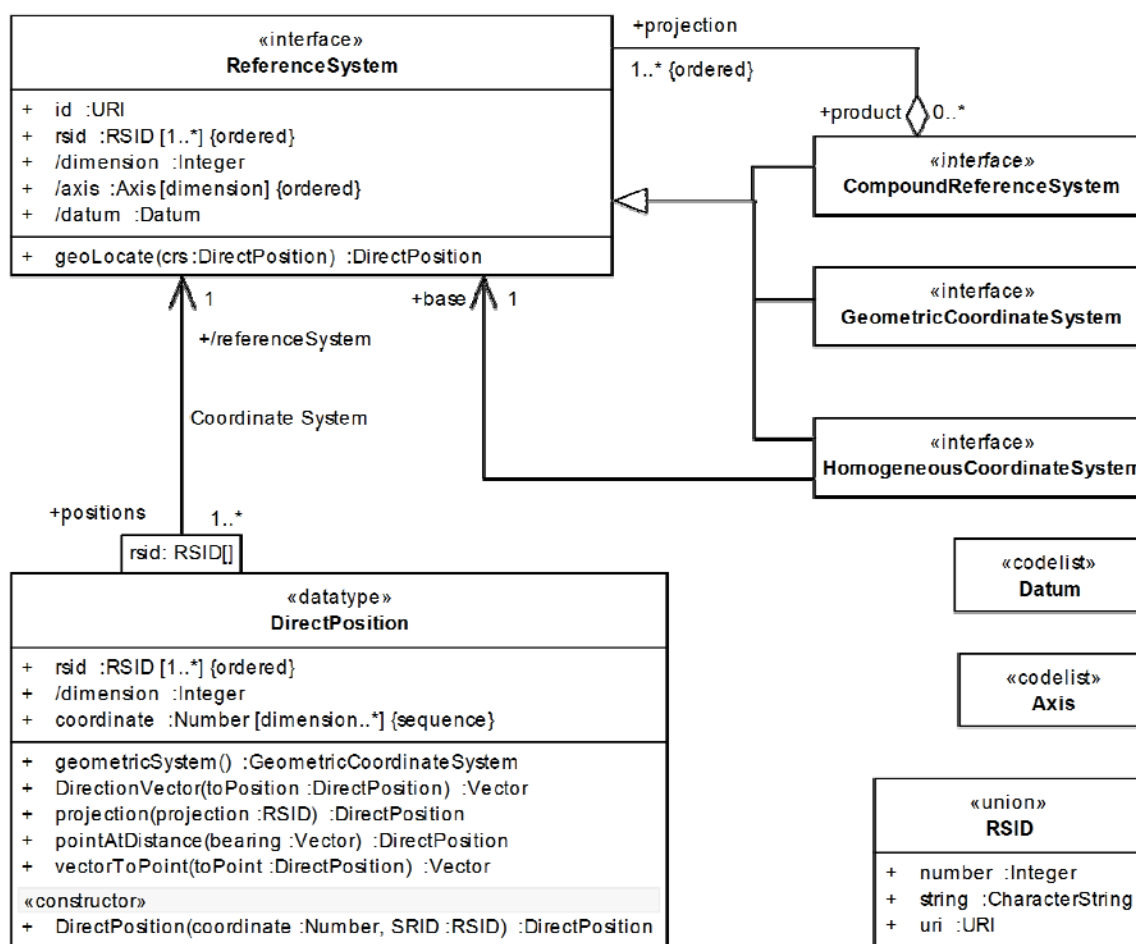 «interface»
ReferenceSystem
+ id :URI
+ rsid :RSID [1..*] {ordered}
+ /dimension :Integer
+ /axis :Axis [dimension] {ordered}
+ /datum :Datum
+ geoLocate(crs :DirectPosition) :DirectPosition
+projection
1..* {ordered}
+product 0..*
«interface»
CompoundReferenceSystem
«interface»
GeometricCoordinateSystem
«interface»
HomogeneousCoordinateSystem
1
+base 1
+/referenceSystem
Coordinate System
+positions 1..*
rsid: RSID[]
«datatype»
DirectPosition
+ rsid :RSID [1..*] {ordered}
+ /dimension :Integer
+ coordinate :Number [dimension..*] {sequence}
+ geometricSystem() :GeometricCoordinateSystem
+ DirectionVector(toPosition :DirectPosition) :Vector
+ projection(projection :RSID) :DirectPosition
+ pointAtDistance(bearing :Vector) :DirectPosition
+ vectorToPoint(toPoint :DirectPosition) :Vector
«constructor»
+ DirectPosition(coordinate :Number, SRID :RSID) :DirectPosition
«codelist»
Datum
«codelist»
Axis
«union»
RSID
+ number :Integer
+ string :CharacterString
+ uri :URI